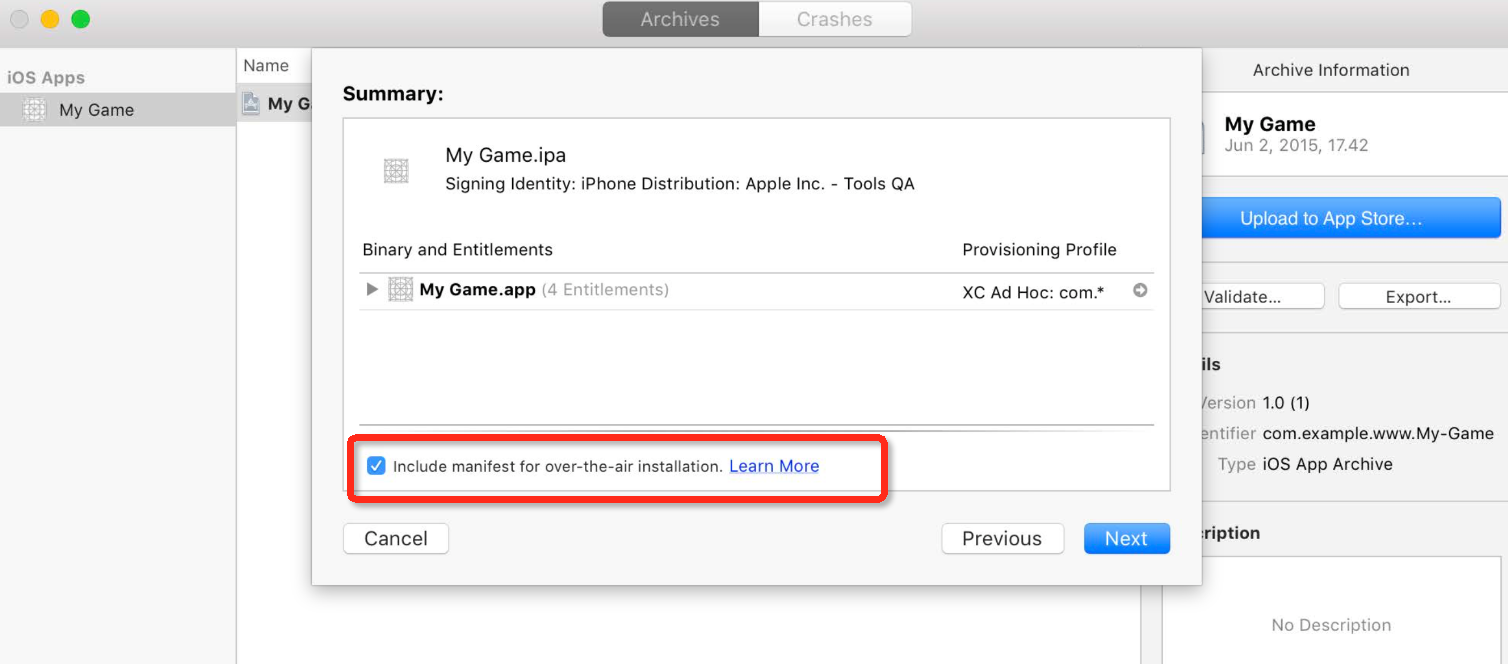 Archives Crashes
iOS Apps
My Game
Name
My G
Summary:
My Game.ipa
Signing Identity: iPhone Distribution: Apple Inc. - Tools QA
Binary and Entitlements Provisioning Profile
My Game.app (4 Entitlements) XC Ad Hoc: com.*
Include manifest for over-the-air installation. Learn More
Cancel Previous Next
Archive Information
My Game
Jun 2, 2015, 17.42
Upload to App Store...
Validate... Export...
ils
Version 1.0 (1)
entifier com.example.www.My-Game
Type iOS App Archive
cription
No Description